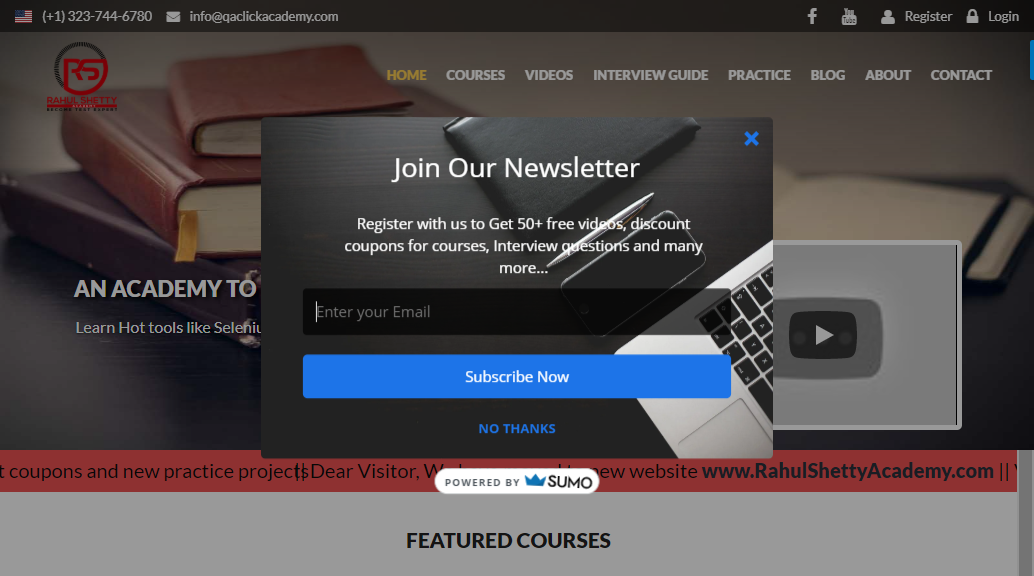 (+1) 323-744-6780 info@qaclickacademy.com Register Login
RS
RAHUL SHETTY
ACADEMY
HOME COURSES VIDEOS INTERVIEW GUIDE PRACTICE BLOG ABOUT CONTACT
Join Our Newsletter
Register with us to Get 50+ free videos, discount
coupons for courses, Interview questions and many
more...
Enter your Email
Subscribe Now
NO THANKS
AN ACADEMY TO
Learn Hot tools like Seleniu
t coupons and new practice projects || Dear Visitor, W new website www.RahulShettyAcademy.com ||
POWERED BY SUMO
FEATURED COURSES